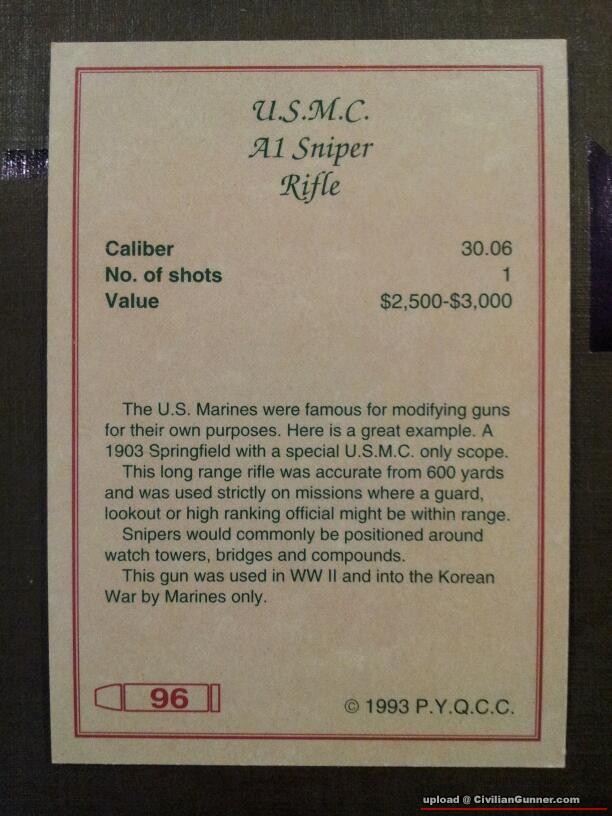 U.S.M.C.
A1 Sniper
Rifle
Caliber 30.06
No. of shots 1
Value $2,500-$3,000
The U.S. Marines were famous for modifying guns
for their own purposes. Here is a great example. A
1903 Springfield with a special U.S.M.C. only scope.
This long range rifle was accurate from 600 yards
and was used strictly on missions where a guard,
lookout or high ranking official might be within range.
Snipers would commonly be positioned around
watch towers, bridges and compounds.
This gun was used in WW II and into the Korean
War by Marines only.
96 © 1993 P.Y.Q.C.C.
upload @ CivilianGunner.com